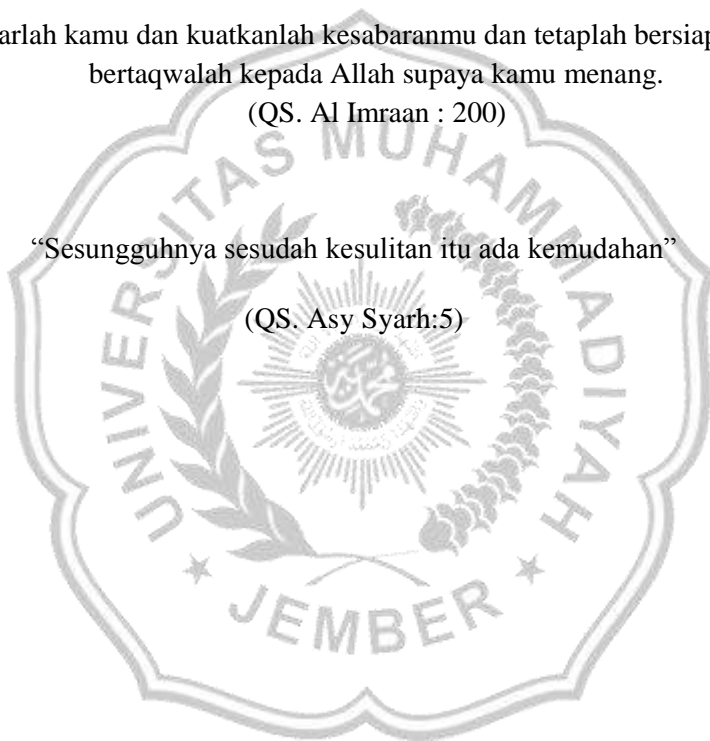 arlah kamu dan kuatkanlah kesabaranmu dan tetaplah bersiap
bertaqwalah kepada Allah supaya kamu menang.
(QS. Al Imraan : 200)
“Sesungguhnya sesudah kesulitan itu ada kemudahan”
(QS. Asy Syarh:5)
UNIVERSITAS MUHAMMADIYAH
JEMBER